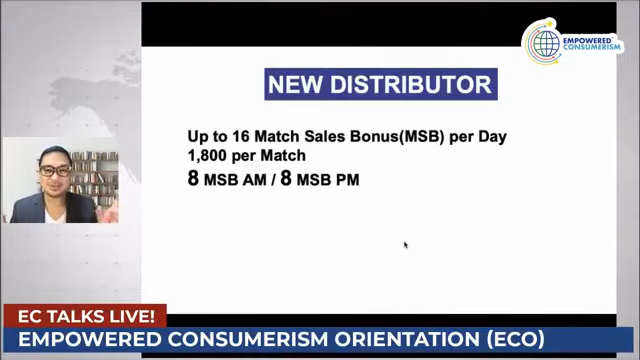 EMPOWERED
CONSUMERISM
NEW DISTRIBUTOR
Up to 16 Match Sales Bonus(MSB) per Day
1,800 per Match
8 MSB AM / 8 MSB PM
EC TALKS LIVE!
EMPOWERED CONSUMERISM ORIENTATION (ECO)